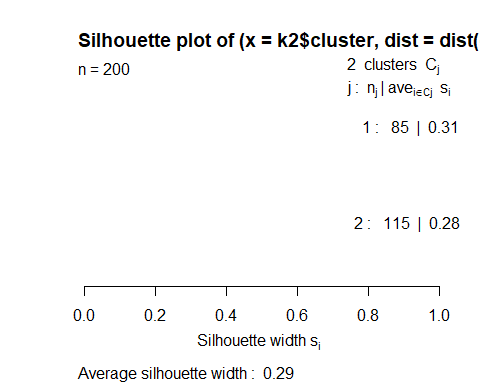 Silhouette plot of (x = k2$cluster, dist = dist(
n = 200
2 clusters Cj
j : nj | avei∈Cj si
1 : 85 | 0.31
2 : 115 | 0.28
0.0 0.2 0.4 0.6 0.8 1.0
Silhouette width si
Average silhouette width : 0.29